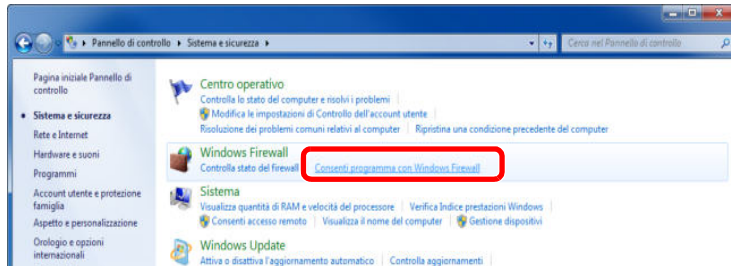 Pannello di controllo ▸ Sistema e sicurezza ▸
Cerca nel Pannello di controllo
Pagina iniziale Pannello di
controllo
Sistema e sicurezza
Rete e Internet
Hardware e suoni
Programmi
Account utente e protezione
famiglia
Aspetto e personalizzazione
Orologio e opzioni
internazionali
Centro operativo
Controlla lo stato del computer e risolvi i problemi
Modifica le impostazioni di Controllo dell'account utente
Risoluzione dei problemi comuni relativi al computer | Ripristina una condizione precedente del computer
Windows Firewall
Controlla stato del firewall | Consenti programma con Windows Firewall
Sistema
Visualizza quantità di RAM e velocità del processore | Verifica Indice prestazioni Windows
Consenti accesso remoto | Visualizza il nome del computer | Gestione dispositivi
Windows Update
Attiva o disattiva l'aggiornamento automatico | Controlla aggiornamenti